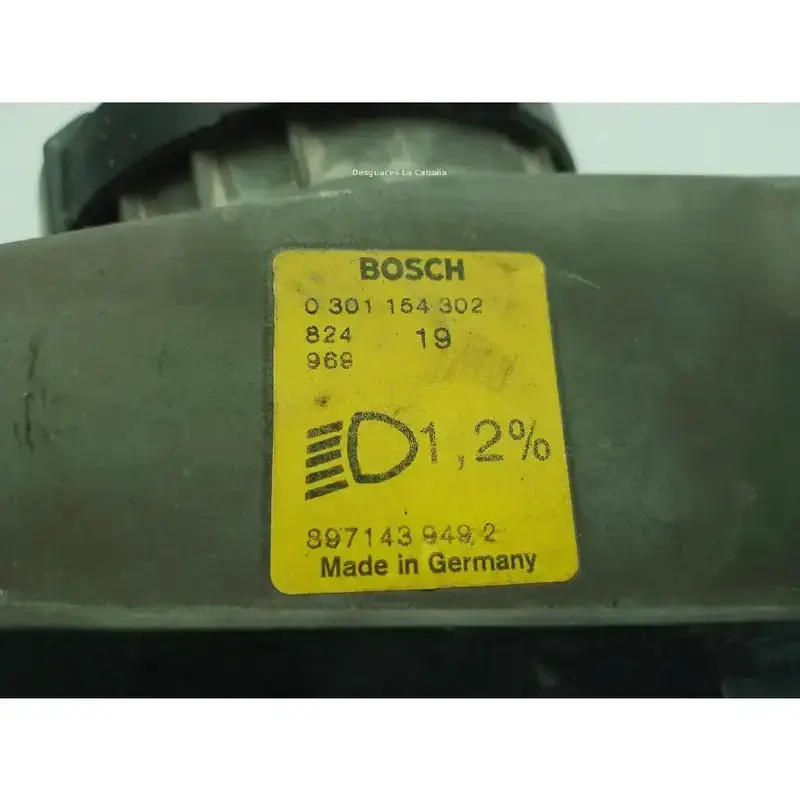 Desguaces La Cabaña
BOSCH
0 301 154 302
824 19
969
1,2%
897143 949,2
Made in Germany